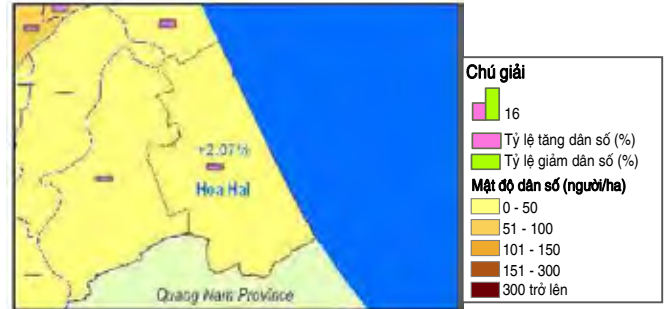 +2.07%
Hoa Hai
Quang Nam Province
Chú giải
16
Tỷ lệ tăng dân số (%)
Tỷ lệ giảm dân số (%)
Mật độ dân số (người/ha)
0 - 50
51 - 100
101 - 150
151 - 300
300 trở lên